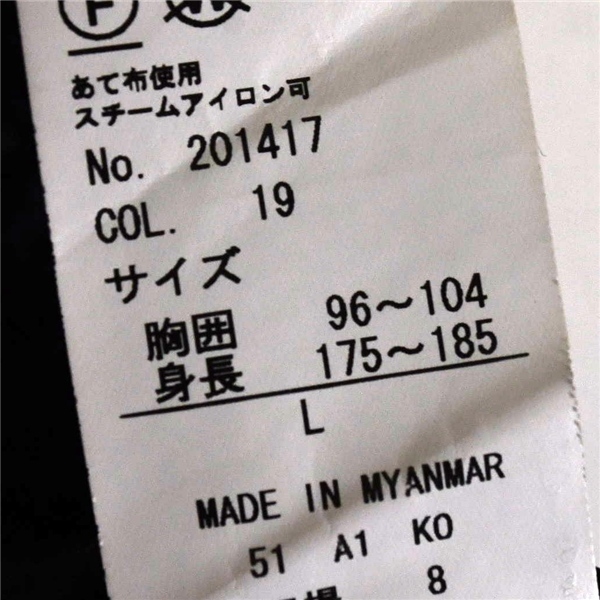 F
あて布使用
スチームアイロン可
No. 201417
COL. 19
サイズ
胸囲 96～104
身長 175～185
L
MADE IN MYANMAR
51 A1 KO
場 8